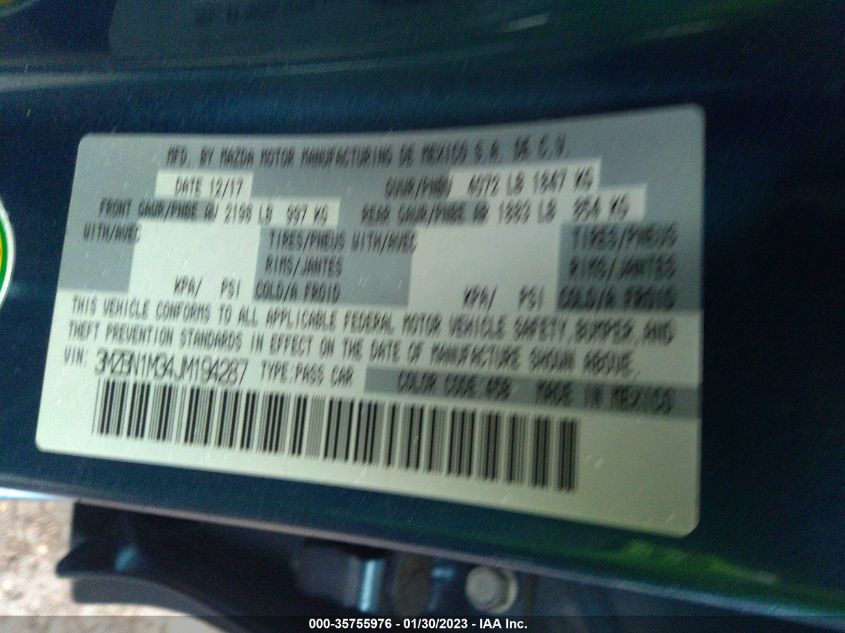 MFD. BY MAZDA MOTOR MANUFACTURING DE MEXICO S.A. DE C.V.
DATE 12/17 GVWR/PNBV 4072 LB 1847 KG
FRONT GAWR/PNBE AV 2198 LB 997 KG REAR GAWR/PNBE AR 1883 LB 854 KG
WITH/AVEC TIRES/PNEUS WITH/AVEC TIRES/PNEUS
RIMS/JANTES RIMS/JANTES
KPA/ PSI COLD/A FROID KPA/ PSI COLD/A FROID
THIS VEHICLE CONFORMS TO ALL APPLICABLE FEDERAL MOTOR VEHICLE SAFETY, BUMPER, AND
THEFT PREVENTION STANDARDS IN EFFECT ON THE DATE OF MANUFACTURE SHOWN ABOVE.
VIN: 3MZBN1M34JM194287 TYPE:PASS CAR COLOR CODE:45B MADE IN MEXICO
000-35755976 - 01/30/2023 - IAA Inc.